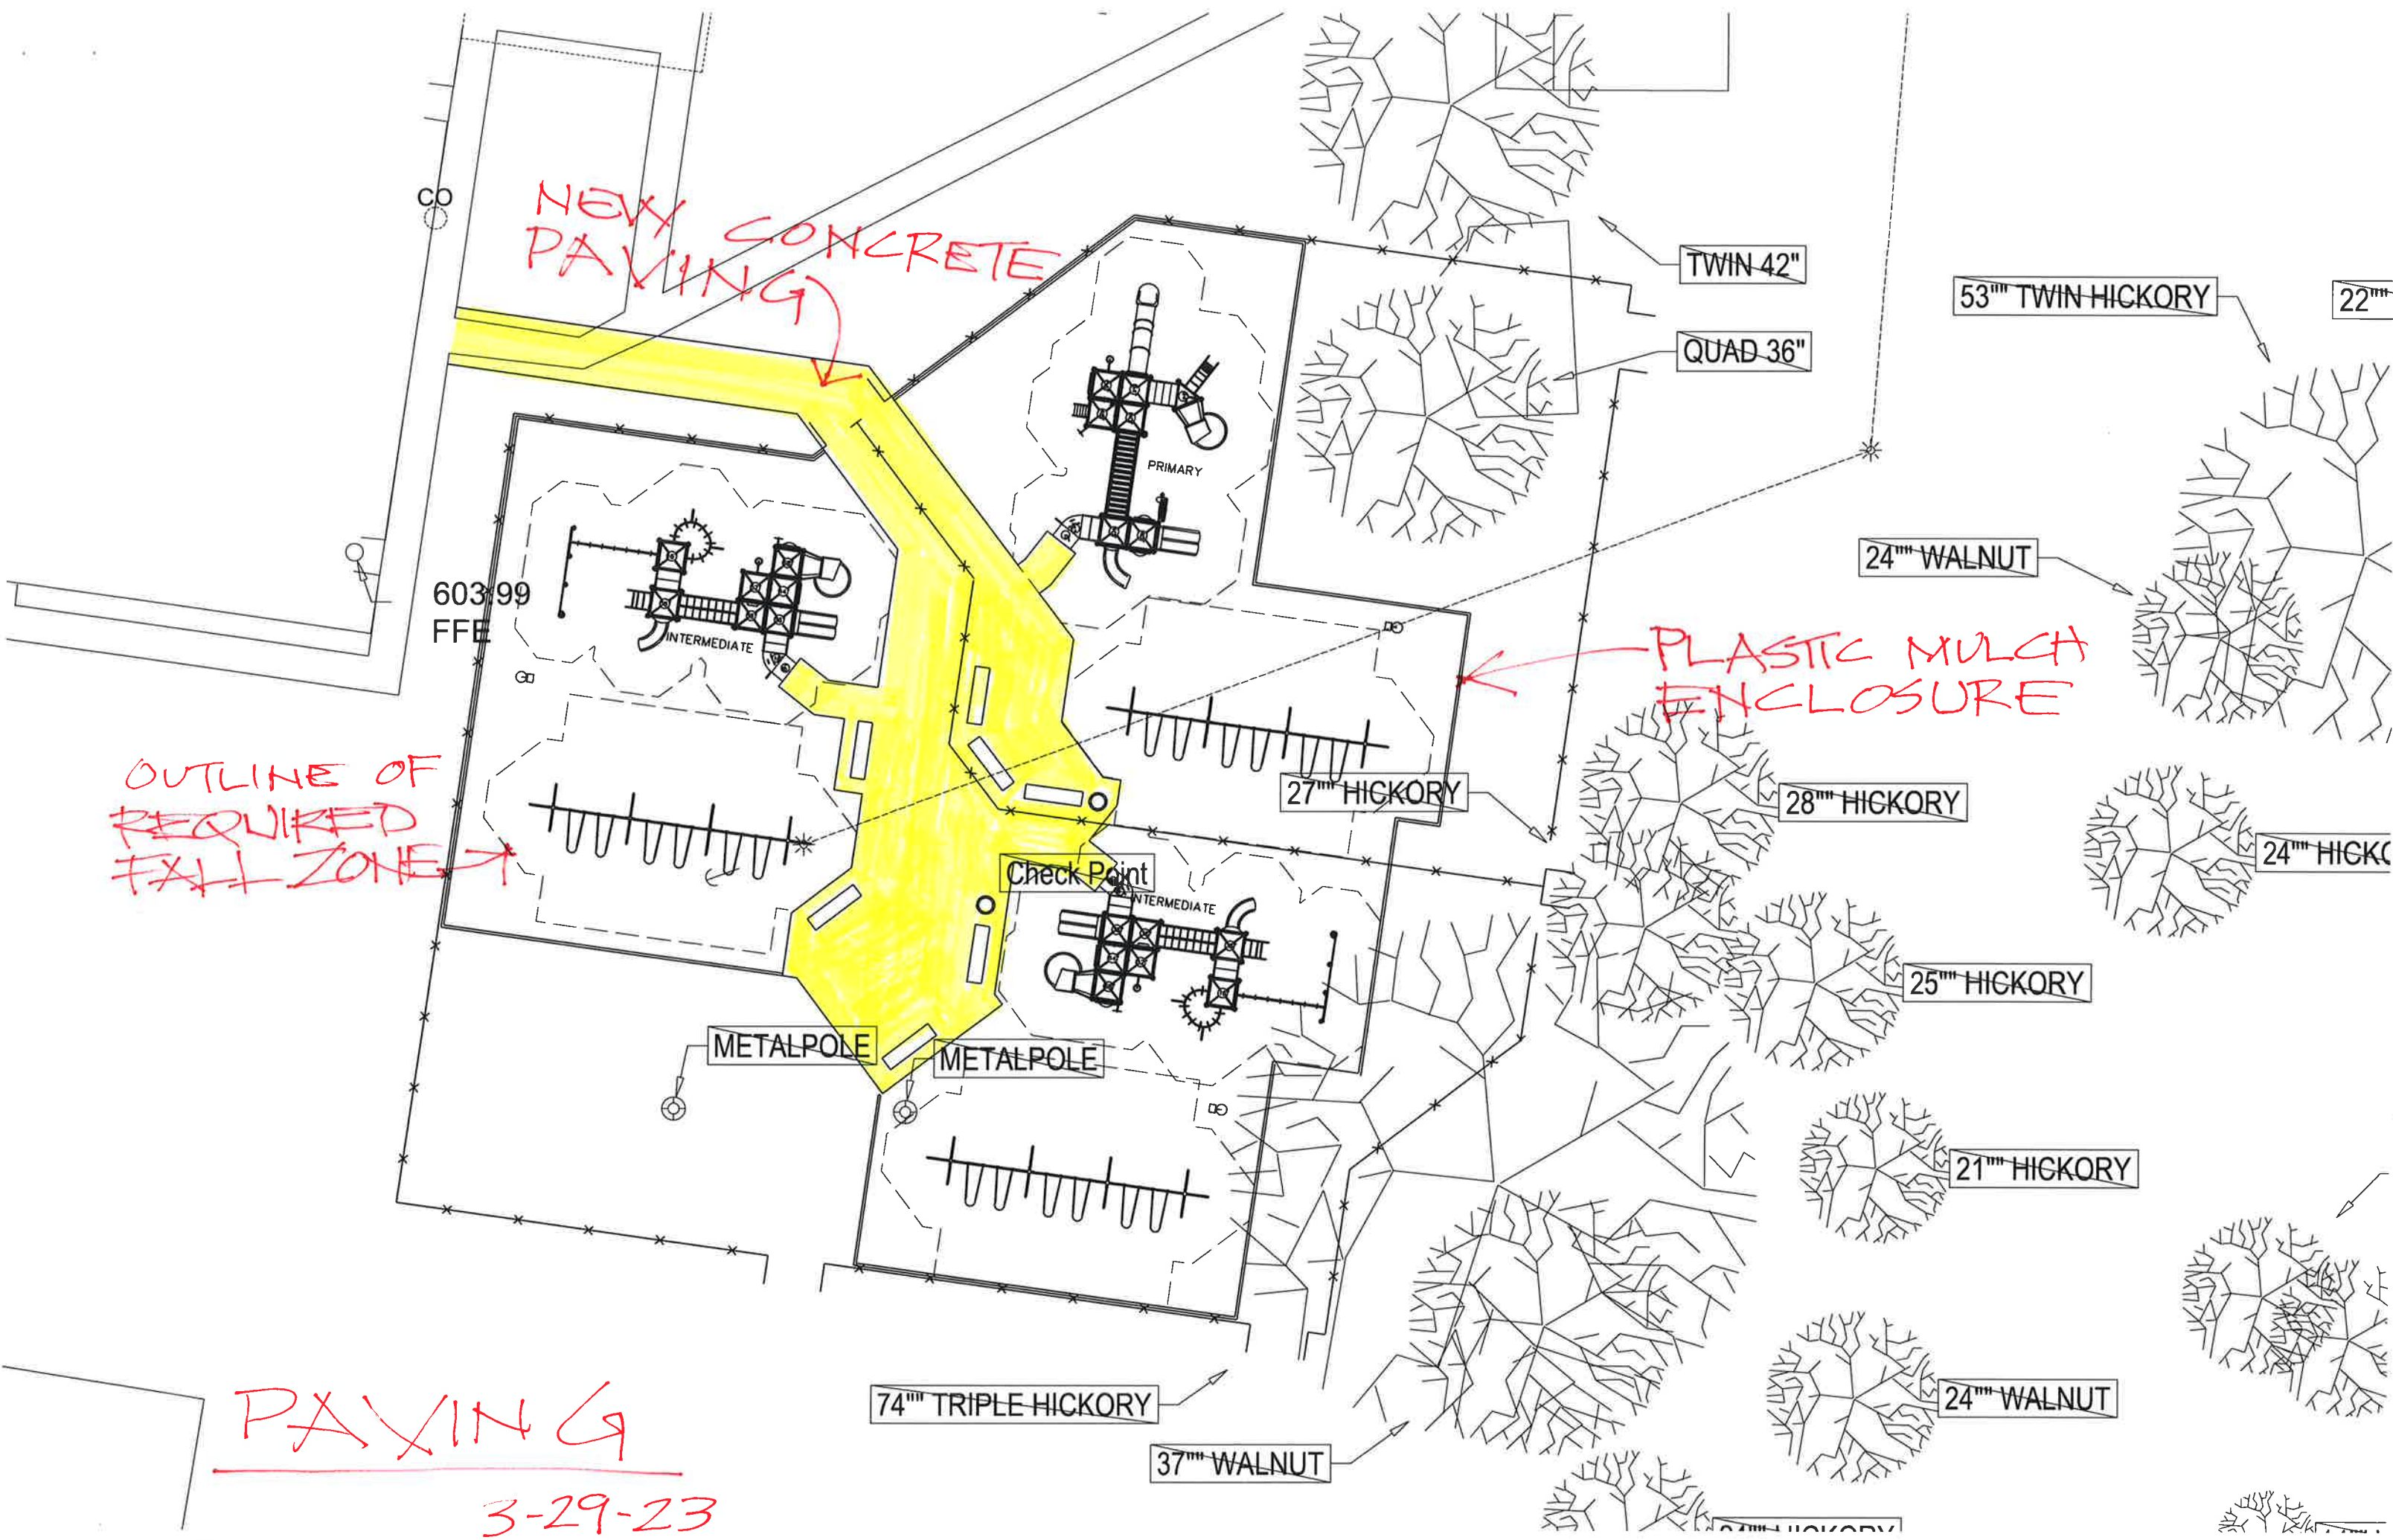 CO
NEW CONCRETE
PAVING
TWIN 42"
53"" TWIN HICKORY
22""
QUAD 36"
PRIMARY
24"" WALNUT
603.99
FFE
INTERMEDIATE
PLASTIC MULCH
ENCLOSURE
OUTLINE OF
REQUIRED
FALL ZONE
27"" HICKORY
28"" HICKORY
24"" HICKO
Check Point
INTERMEDIATE
25"" HICKORY
METALPOLE
METALPOLE
21"" HICKORY
74"" TRIPLE HICKORY
24"" WALNUT
37"" WALNUT
PAVING
3-29-23